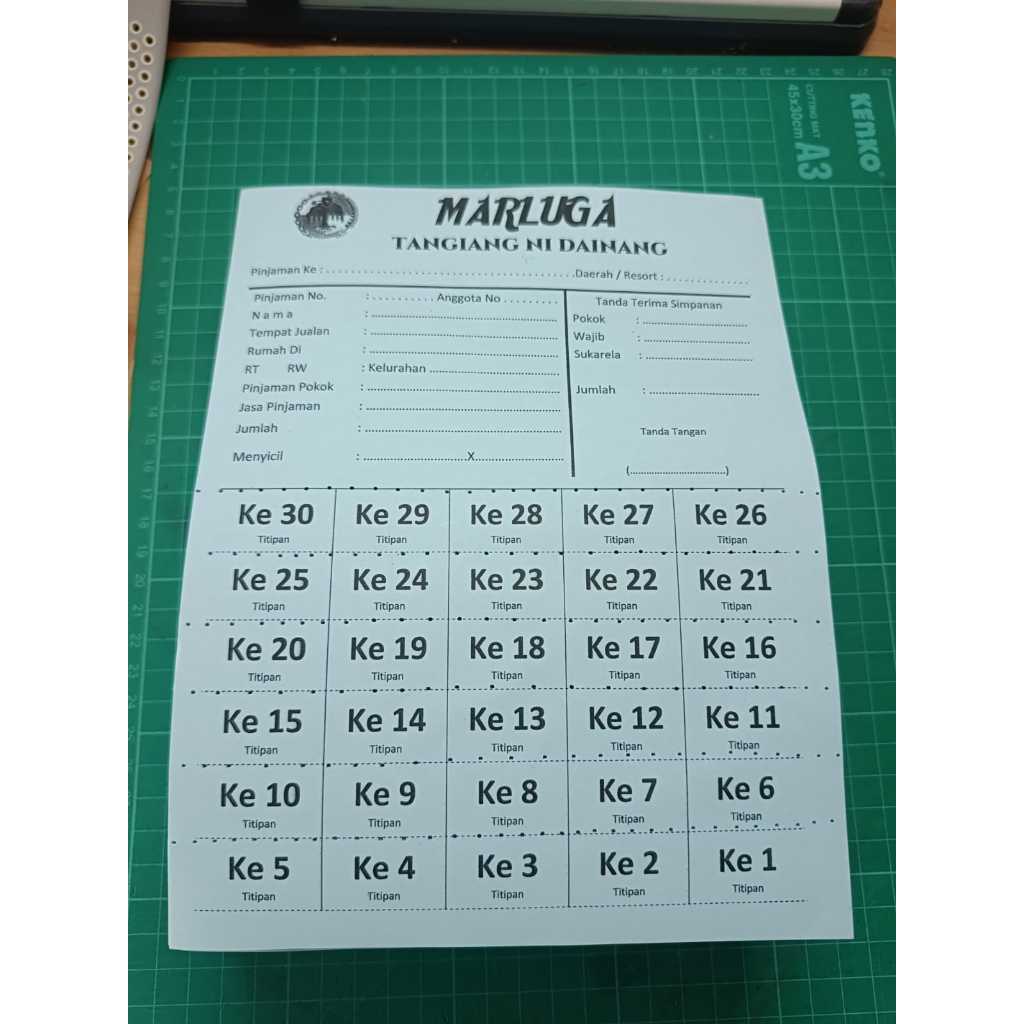 KENKO
CUTTING MAT
45x30cm A3
MARLUGA
TANGIANG NI DAINANG
Pinjaman Ke : ........................................Daerah / Resort : ..............
Pinjaman No. : .......... Anggota No .........
N a m a : ..........................................................
Tempat Jualan : ..........................................................
Rumah Di : ..........................................................
RT RW : Kelurahan ........................................
Pinjaman Pokok : ..........................................................
Jasa Pinjaman : ..........................................................
Jumlah : ..........................................................
Menyicil : ................................X...........................
Tanda Terima Simpanan
Pokok : ................................
Wajib : ................................
Sukarela : ................................
Jumlah : ................................
Tanda Tangan
(................................)
Ke 30 Ke 29 Ke 28 Ke 27 Ke 26
Titipan Titipan Titipan Titipan Titipan
Ke 25 Ke 24 Ke 23 Ke 22 Ke 21
Titipan Titipan Titipan Titipan Titipan
Ke 20 Ke 19 Ke 18 Ke 17 Ke 16
Titipan Titipan Titipan Titipan Titipan
Ke 15 Ke 14 Ke 13 Ke 12 Ke 11
Titipan Titipan Titipan Titipan Titipan
Ke 10 Ke 9 Ke 8 Ke 7 Ke 6
Titipan Titipan Titipan Titipan Titipan
Ke 5 Ke 4 Ke 3 Ke 2 Ke 1
Titipan Titipan Titipan Titipan Titipan